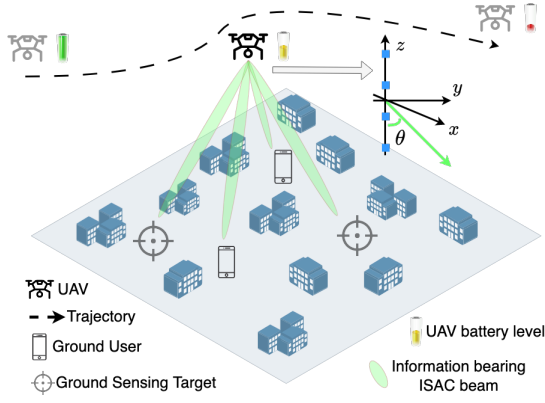 z
y
x
θ
UAV
Trajectory
Ground User
Ground Sensing Target
UAV battery level
Information bearing
ISAC beam